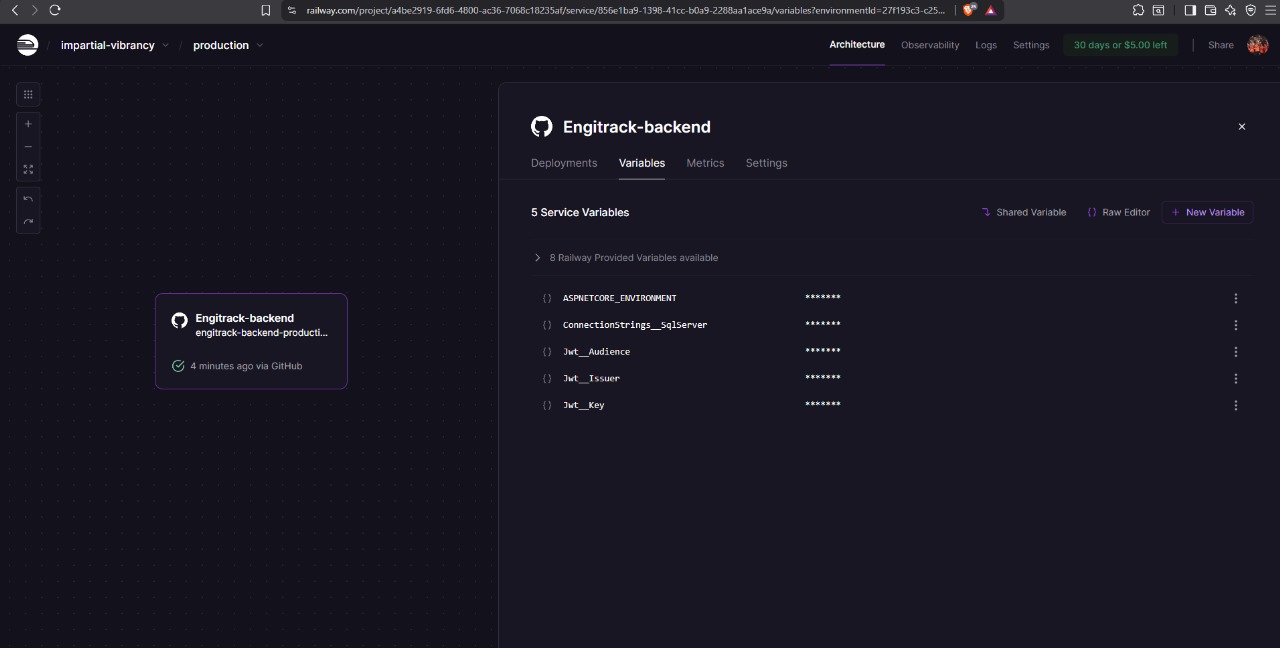 railway.com/project/a4be2919-6fd6-4800-ac36-7068c18235af/service/856e1ba9-1398-41cc-b0a9-2288aa1ace9a/variables?environmentId=27f193c3-c25...
impartial-vibrancy / production
Architecture Observability Logs Settings 30 days or $5.00 left Share
Engitrack-backend
Deployments Variables Metrics Settings
5 Service Variables Shared Variable Raw Editor + New Variable
8 Railway Provided Variables available
{} ASPNETCORE_ENVIRONMENT *******
{} ConnectionStrings__SqlServer *******
{} Jwt__Audience *******
{} Jwt__Issuer *******
{} Jwt__Key *******
Engitrack-backend
engitrack-backend-producti...
4 minutes ago via GitHub